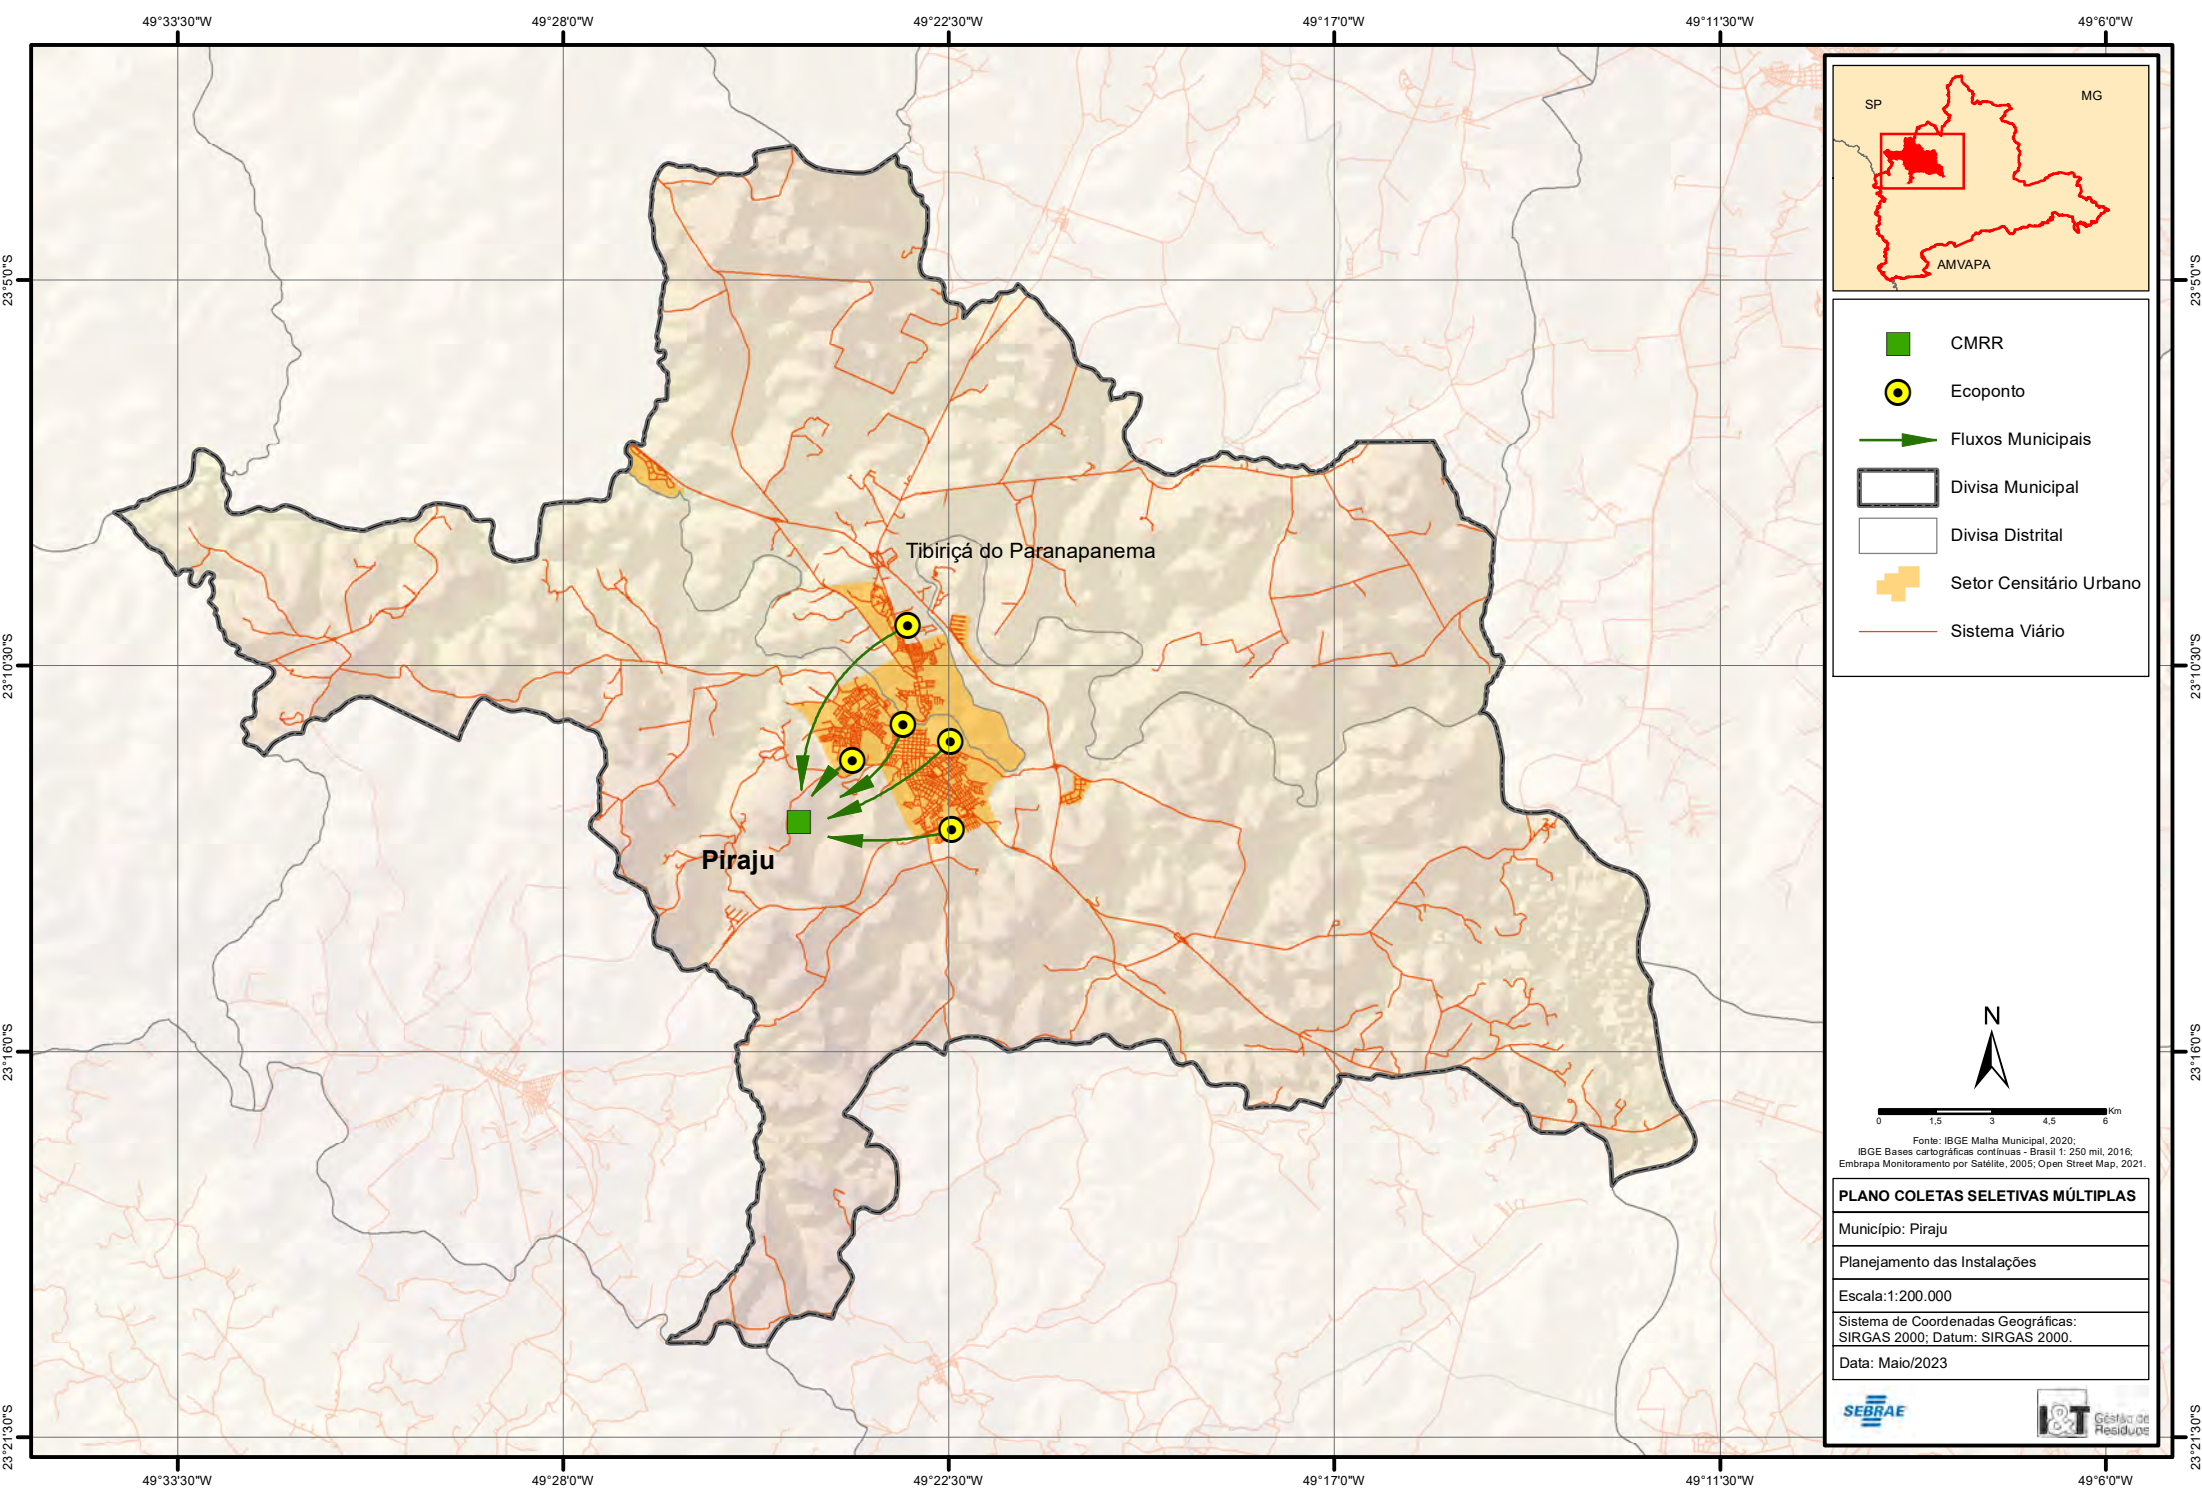 49°33'30"W
49°28'0"W
49°22'30"W
49°17'0"W
49°11'30"W
49°6'0"W
23°5'0"S
23°10'30"S
23°16'0"S
23°21'30"S
Tibiriçá do Paranapanema
Piraju
SP
MG
AMVAPA
CMRR
Ecoponto
Fluxos Municipais
Divisa Municipal
Divisa Distrital
Setor Censitário Urbano
Sistema Viário
N
0 1,5 3 4,5 6 Km
Fonte: IBGE Malha Municipal, 2020;
IBGE Bases cartográficas contínuas - Brasil 1: 250 mil, 2016;
Embrapa Monitoramento por Satélite, 2005; Open Street Map, 2021.
PLANO COLETAS SELETIVAS MÚLTIPLAS
Município: Piraju
Planejamento das Instalações
Escala:1:200.000
Sistema de Coordenadas Geográficas:
SIRGAS 2000; Datum: SIRGAS 2000.
Data: Maio/2023
SEBRAE
I&T Gestão de
Resíduos
23°5'0"S
23°10'30"S
23°16'0"S
23°21'30"S
49°33'30"W
49°28'0"W
49°22'30"W
49°17'0"W
49°11'30"W
49°6'0"W